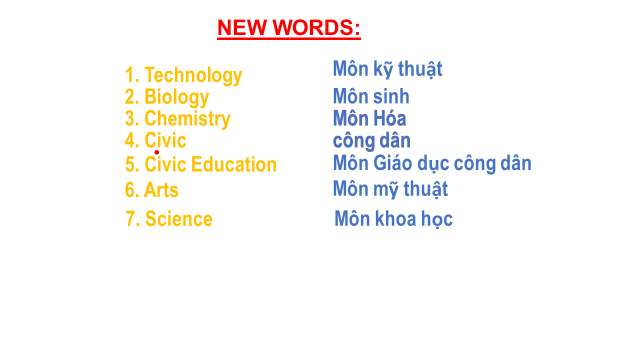 NEW WORDS:
1. Technology Môn kỹ thuật
2. Biology Môn sinh
3. Chemistry Môn Hóa
4. Civic công dân
5. Civic Education Môn Giáo dục công dân
6. Arts Môn mỹ thuật
7. Science Môn khoa học